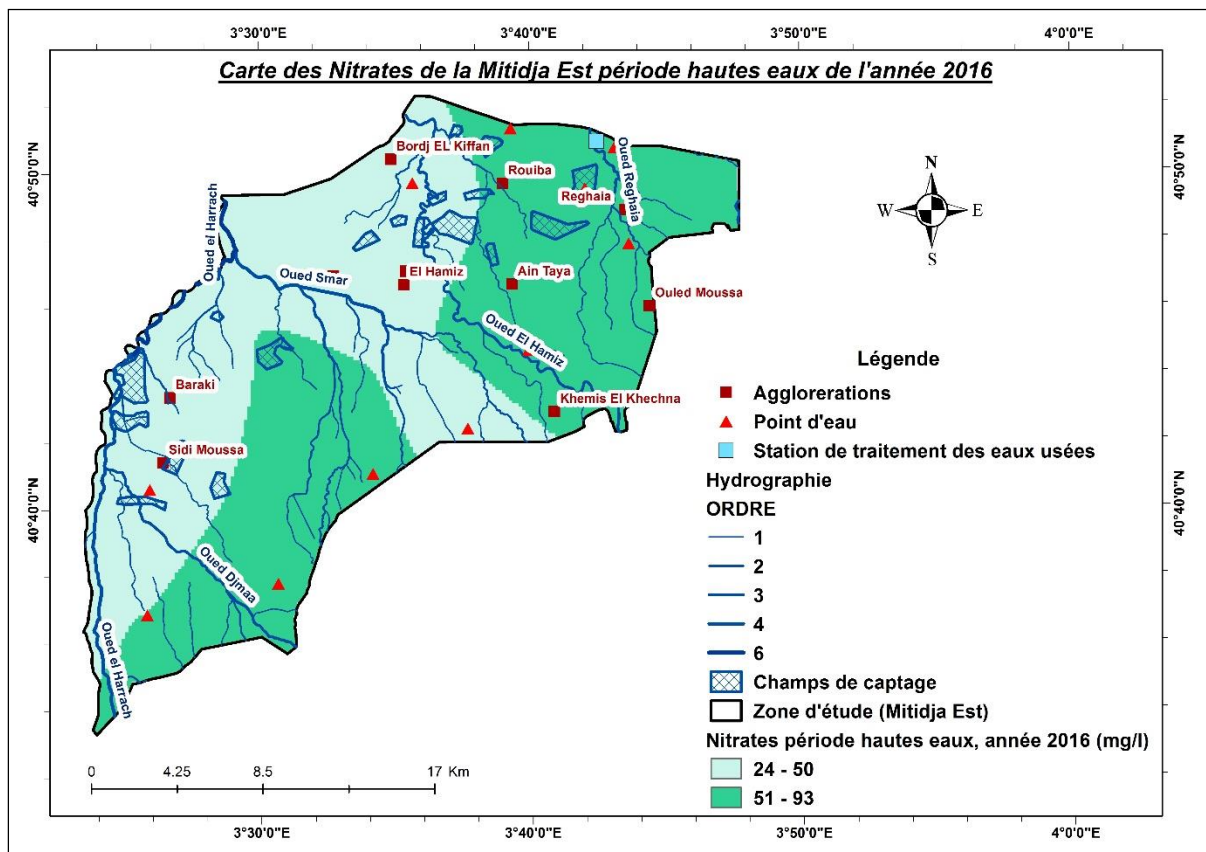 3°30'0"E
3°40'0"E
3°50'0"E
4°0'0"E
Carte des Nitrates de la Mitidja Est période hautes eaux de l'année 2016
40°50'0"N
40°50'0"N
Bordj EL Kiffan
Rouiba
Reghaia
Oued Reghaia
N
W
E
S
Oued el Harrach
Oued Smar
El Hamiz
Ain Taya
Ouled Moussa
Oued El Hamiz
Baraki
Khemis El Khechna
Sidi Moussa
40°40'0"N
40°40'0"N
Oued Djmaa
Oued el Harrach
Légende
Agglorerations
Point d'eau
Station de traitement des eaux usées
Hydrographie
ORDRE
1
2
3
4
6
Champs de captage
Zone d'étude (Mitidja Est)
Nitrates période hautes eaux, année 2016 (mg/l)
24 - 50
51 - 93
0
4.25
8.5
17 Km
3°30'0"E
3°40'0"E
3°50'0"E
4°0'0"E